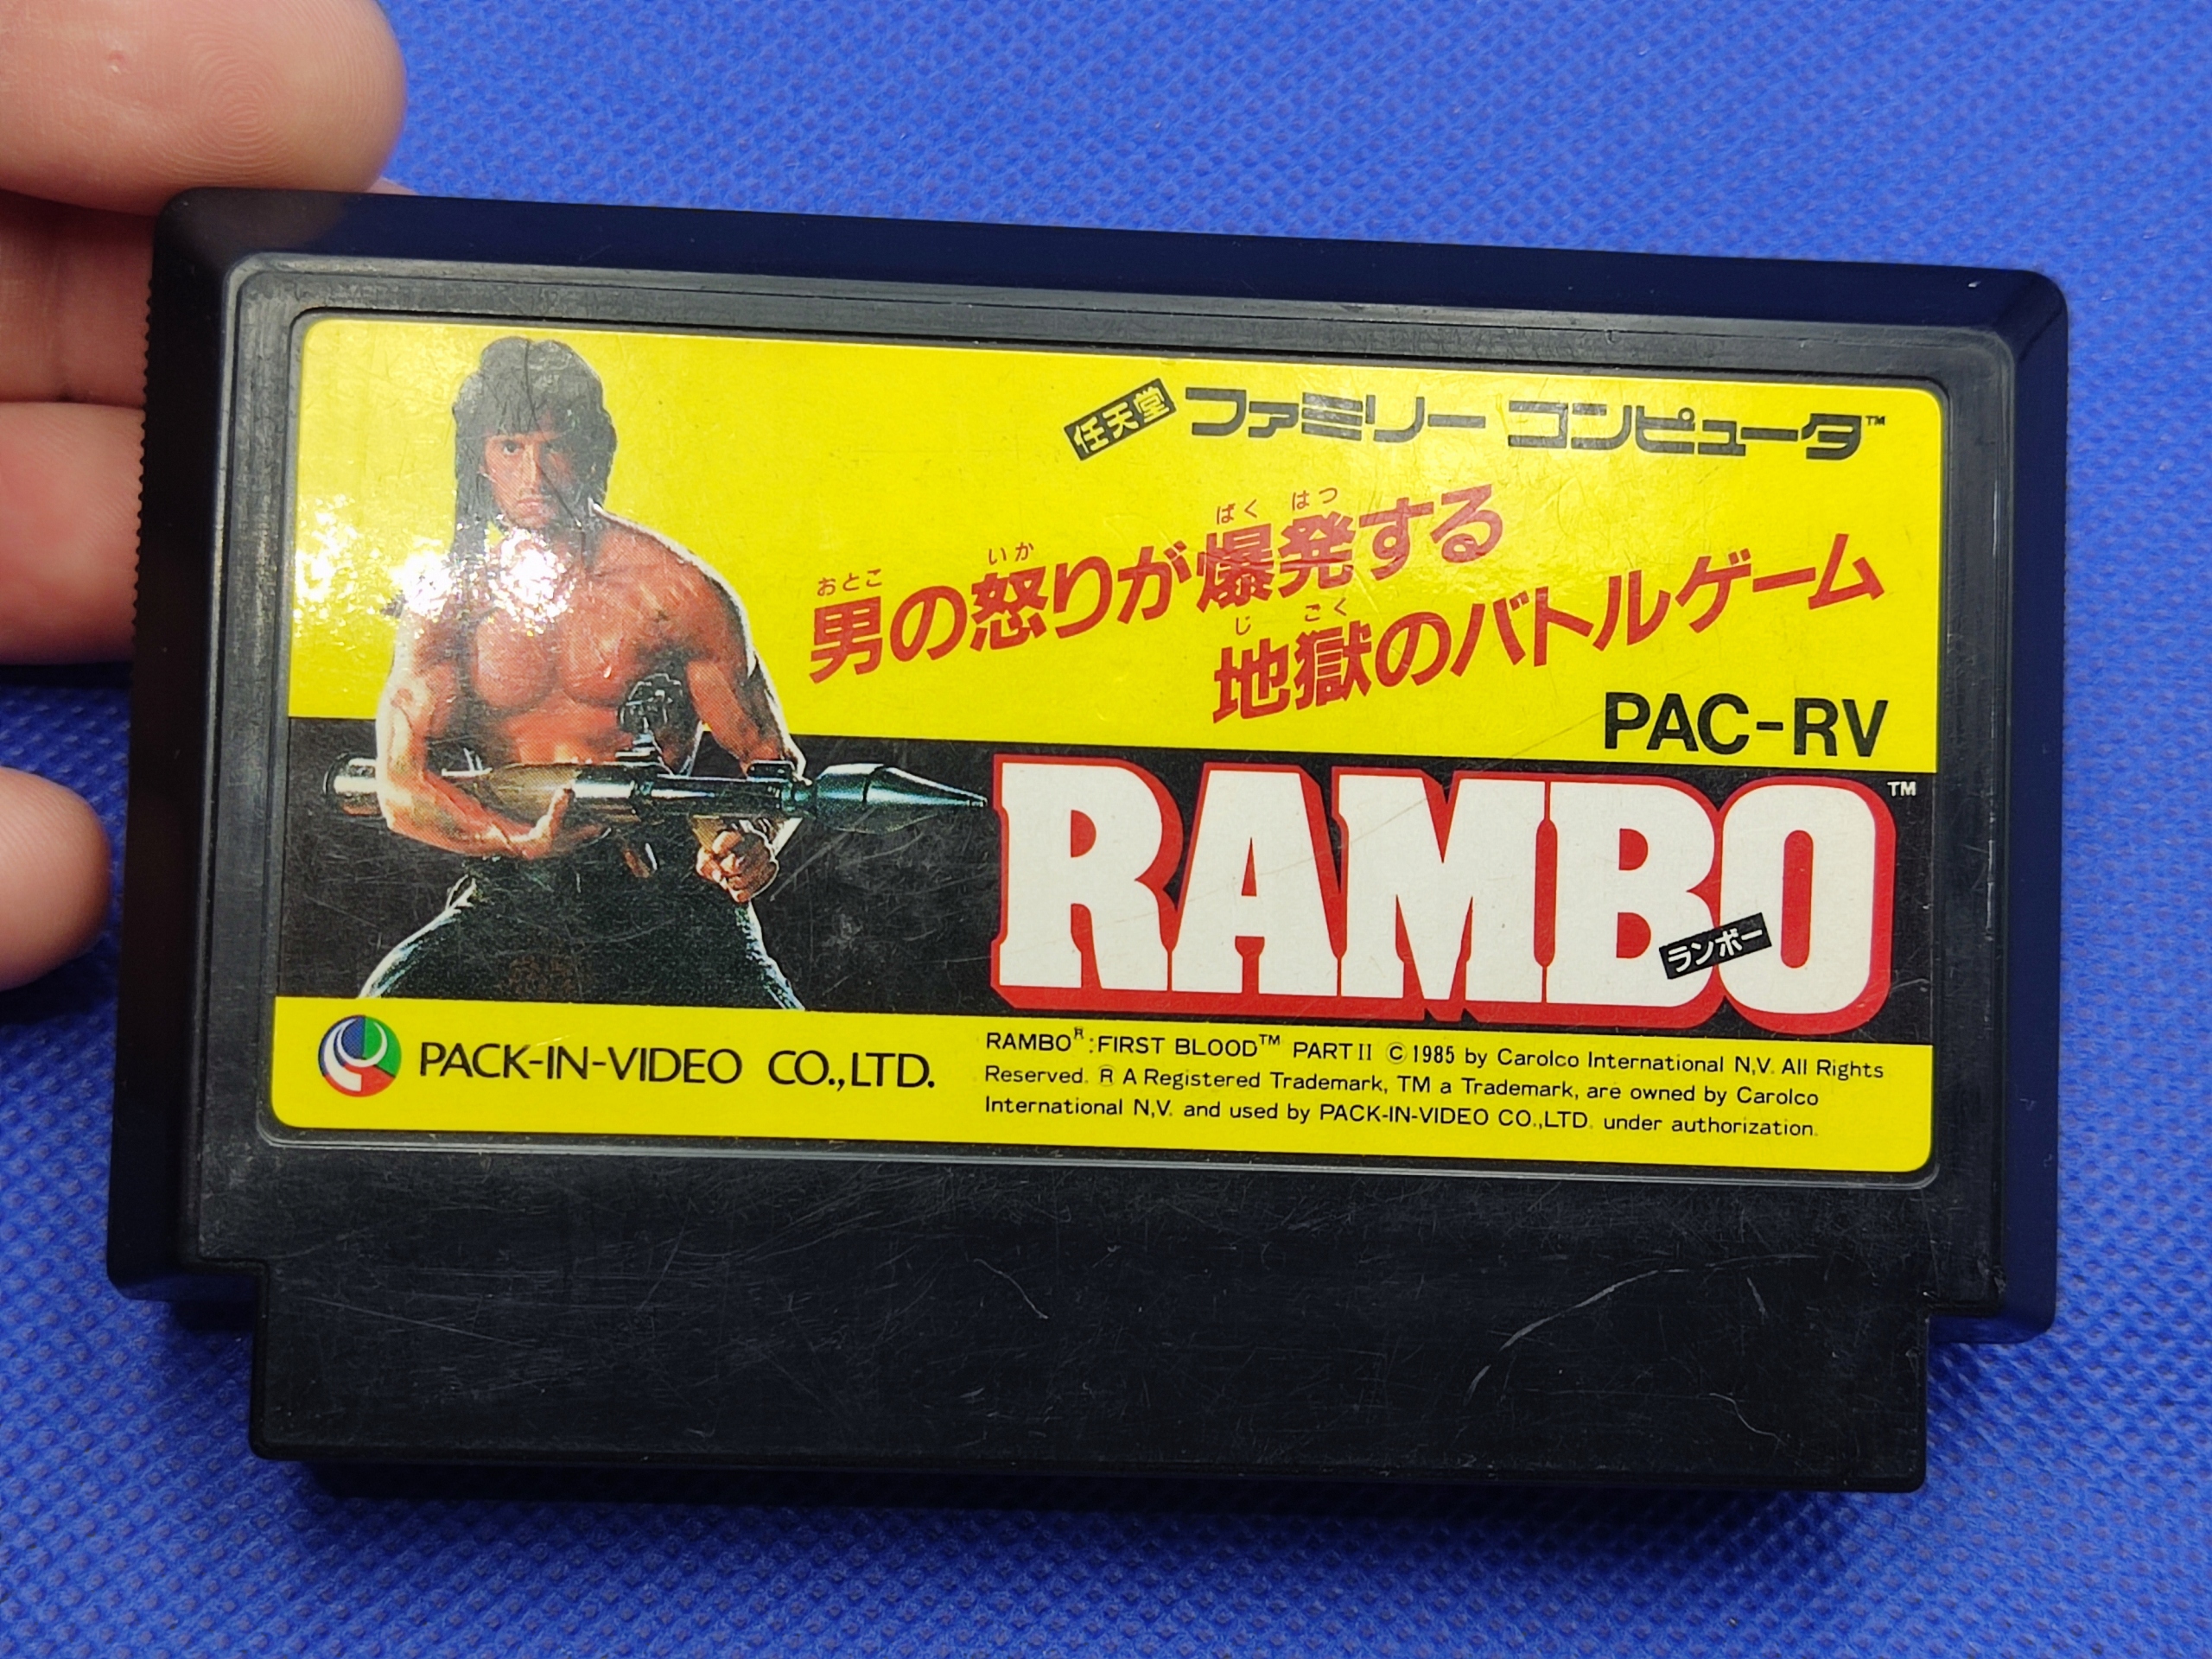 任天堂 ファミリー コンピュータ™
おとこ いか ばく はつ
男の怒りが爆発する
じ ごく
地獄のバトルゲーム
PAC-RV
RAMBO™
ランボー
PACK-IN-VIDEO CO.,LTD.
RAMBO®:FIRST BLOOD™ PART II © 1985 by Carolco International N,V. All Rights
Reserved. ® A Registered Trademark, TM a Trademark, are owned by Carolco
International N,V. and used by PACK-IN-VIDEO CO.,LTD. under authorization.